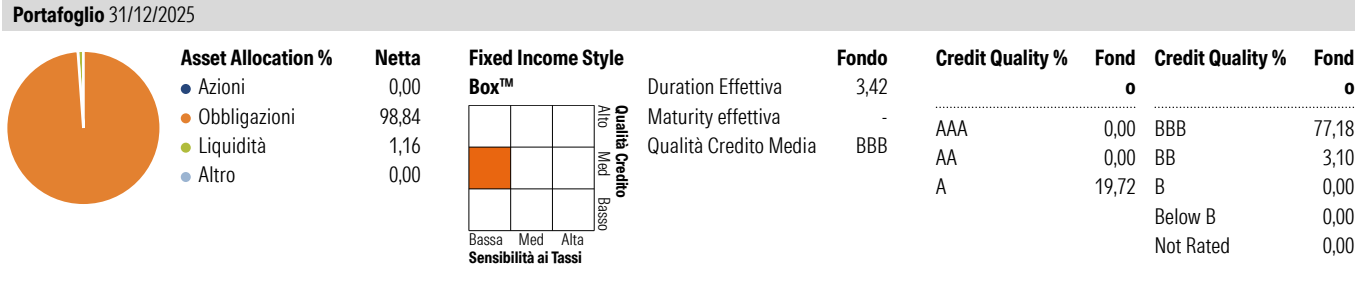 Portafoglio 31/12/2025
Asset Allocation % Netta
Azioni 0,00
Obbligazioni 98,84
Liquidità 1,16
Altro 0,00
Fixed Income Style Box™
Alto Med Basso
Qualità Credito
Bassa Med Alta
Sensibilità ai Tassi
Fondo
Duration Effettiva 3,42
Maturity effettiva -
Qualità Credito Media BBB
Credit Quality % Fond
o
AAA 0,00
AA 0,00
A 19,72
Credit Quality % Fond
o
BBB 77,18
BB 3,10
B 0,00
Below B 0,00
Not Rated 0,00